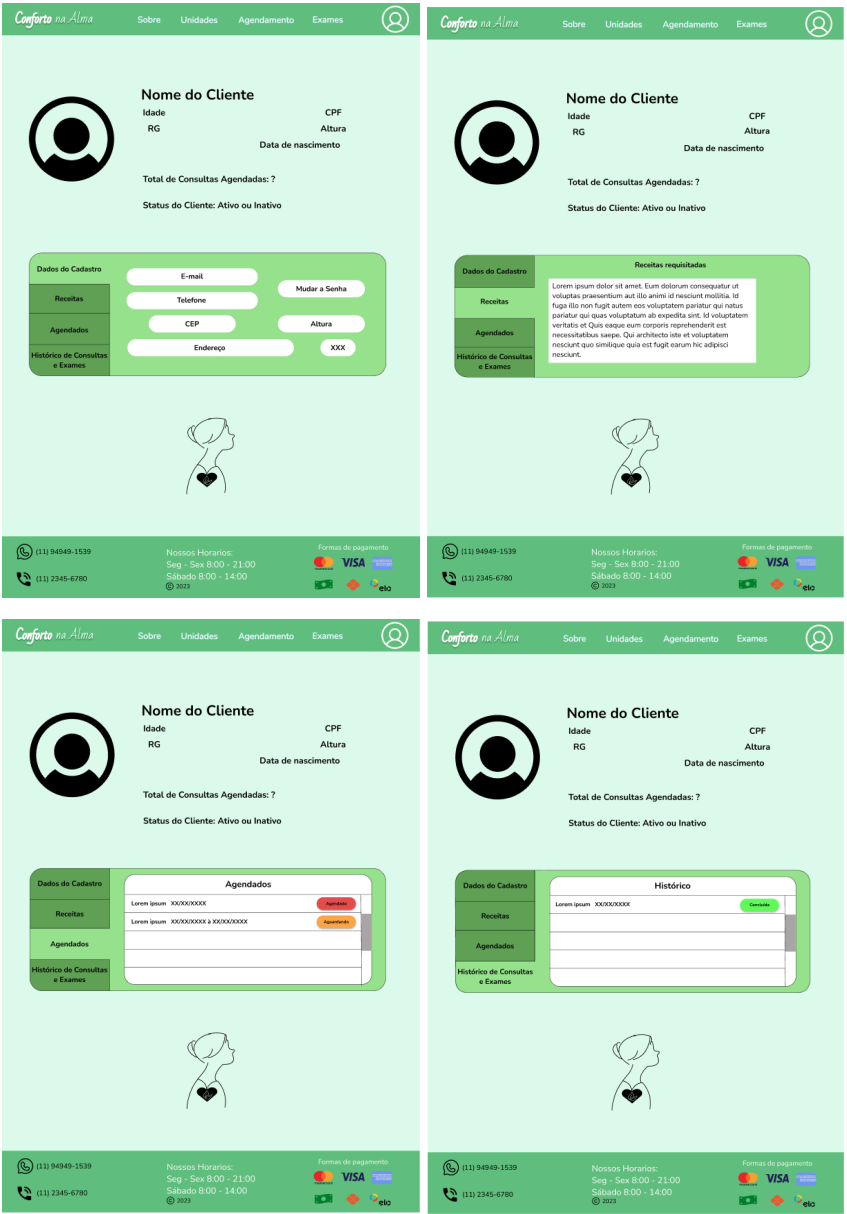 Conforto na Alma Sobre Unidades Agendamento Exames
Nome do Cliente
Idade CPF
RG Altura
Data de nascimento
Total de Consultas Agendadas: ?
Status do Cliente: Ativo ou Inativo
Dados do Cadastro
Receitas
Agendados
Histórico de Consultas
e Exames
E-mail
Mudar a Senha
Telefone
CEP Altura
Endereço XXX
(11) 94949-1539
(11) 2345-6780
Nossos Horarios:
Seg - Sex 8:00 - 21:00
Sábado 8:00 - 14:00
© 2023
Formas de pagamento
VISA
elo
Conforto na Alma Sobre Unidades Agendamento Exames
Nome do Cliente
Idade CPF
RG Altura
Data de nascimento
Total de Consultas Agendadas: ?
Status do Cliente: Ativo ou Inativo
Dados do Cadastro
Receitas
Agendados
Histórico de Consultas
e Exames
Receitas requisitadas
Lorem ipsum dolor sit amet. Eum dolorum consequatur ut
voluptas praesentium aut illo animi id nesciunt mollitia. Id
fuga illo non fugit autem eos voluptatem pariatur qui natus
pariatur qui quas voluptatum ab expedita sint. Id voluptatem
veritatis et Quis eaque eum corporis reprehenderit est
necessitatibus saepe. Qui architecto iste et voluptatem
nesciunt quo similique quia est fugit earum hic adipisci
nesciunt.
(11) 94949-1539
(11) 2345-6780
Nossos Horarios:
Seg - Sex 8:00 - 21:00
Sábado 8:00 - 14:00
© 2023
Formas de pagamento
VISA
elo
Conforto na Alma Sobre Unidades Agendamento Exames
Nome do Cliente
Idade CPF
RG Altura
Data de nascimento
Total de Consultas Agendadas: ?
Status do Cliente: Ativo ou Inativo
Dados do Cadastro
Receitas
Agendados
Histórico de Consultas
e Exames
Agendados
Lorem ipsum XX/XX/XXXX Agendado
Lorem ipsum XX/XX/XXXX à XX/XX/XXXX Aguardando
(11) 94949-1539
(11) 2345-6780
Nossos Horarios:
Seg - Sex 8:00 - 21:00
Sábado 8:00 - 14:00
© 2023
Formas de pagamento
VISA
elo
Conforto na Alma Sobre Unidades Agendamento Exames
Nome do Cliente
Idade CPF
RG Altura
Data de nascimento
Total de Consultas Agendadas: ?
Status do Cliente: Ativo ou Inativo
Dados do Cadastro
Receitas
Agendados
Histórico de Consultas
e Exames
Histórico
Lorem ipsum XX/XX/XXXX Concluído
(11) 94949-1539
(11) 2345-6780
Nossos Horarios:
Seg - Sex 8:00 - 21:00
Sábado 8:00 - 14:00
© 2023
Formas de pagamento
VISA
elo